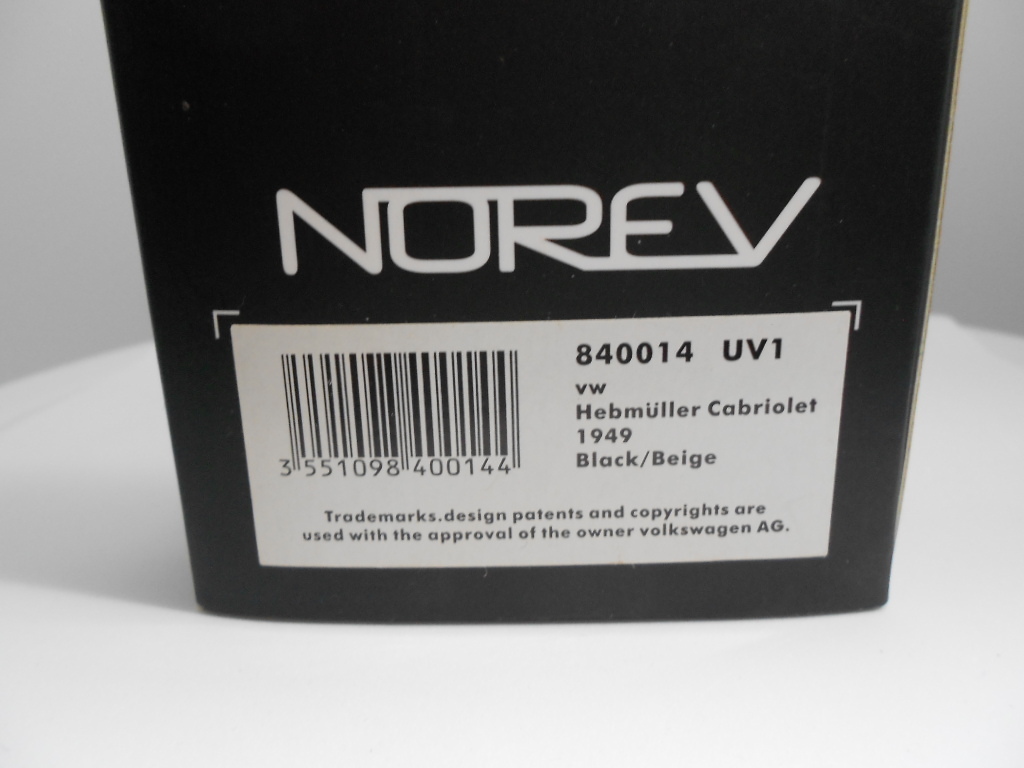 NOREV
840014 UV1
vw
Hebmüller Cabriolet
1949
Black/Beige
3 551098 400144
Trademarks.design patents and copyrights are
used with the approval of the owner volkswagen AG.